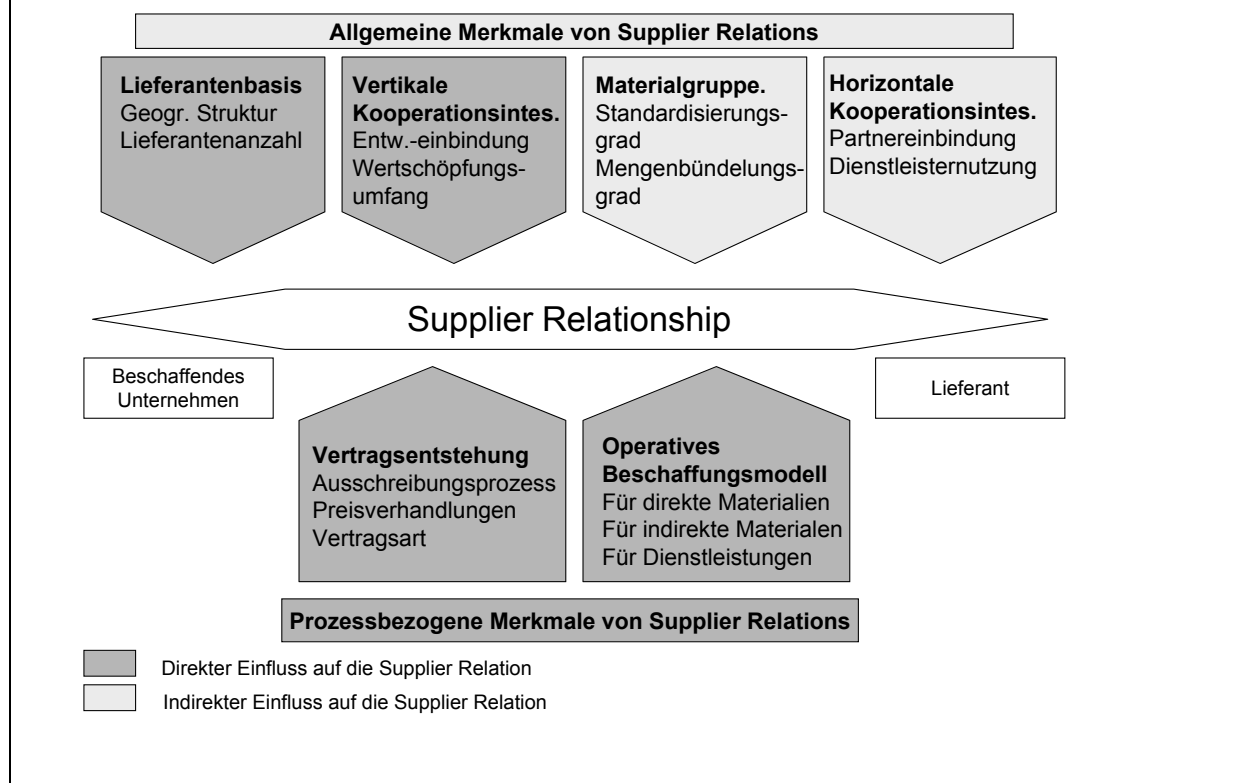 Allgemeine Merkmale von Supplier Relations
Lieferantenbasis
Geogr. Struktur
Lieferantenanzahl
Vertikale
Kooperationsintes.
Entw.-einbindung
Wertschöpfungs-
umfang
Materialgruppe.
Standardisierungs-
grad
Mengenbündelungs-
grad
Horizontale
Kooperationsintes.
Partnereinbindung
Dienstleisternutzung
Supplier Relationship
Beschaffendes
Unternehmen
Lieferant
Vertragsentstehung
Ausschreibungsprozess
Preisverhandlungen
Vertragsart
Operatives
Beschaffungsmodell
Für direkte Materialien
Für indirekte Materialen
Für Dienstleistungen
Prozessbezogene Merkmale von Supplier Relations
Direkter Einfluss auf die Supplier Relation
Indirekter Einfluss auf die Supplier Relation